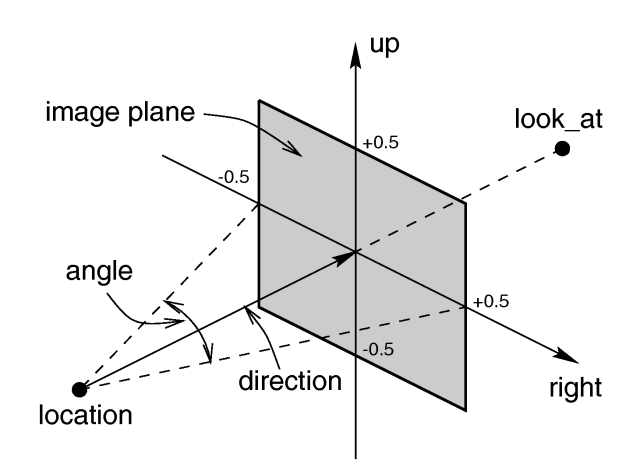 up
image plane
look_at
+0.5
-0.5
angle
+0.5
-0.5
direction
right
location